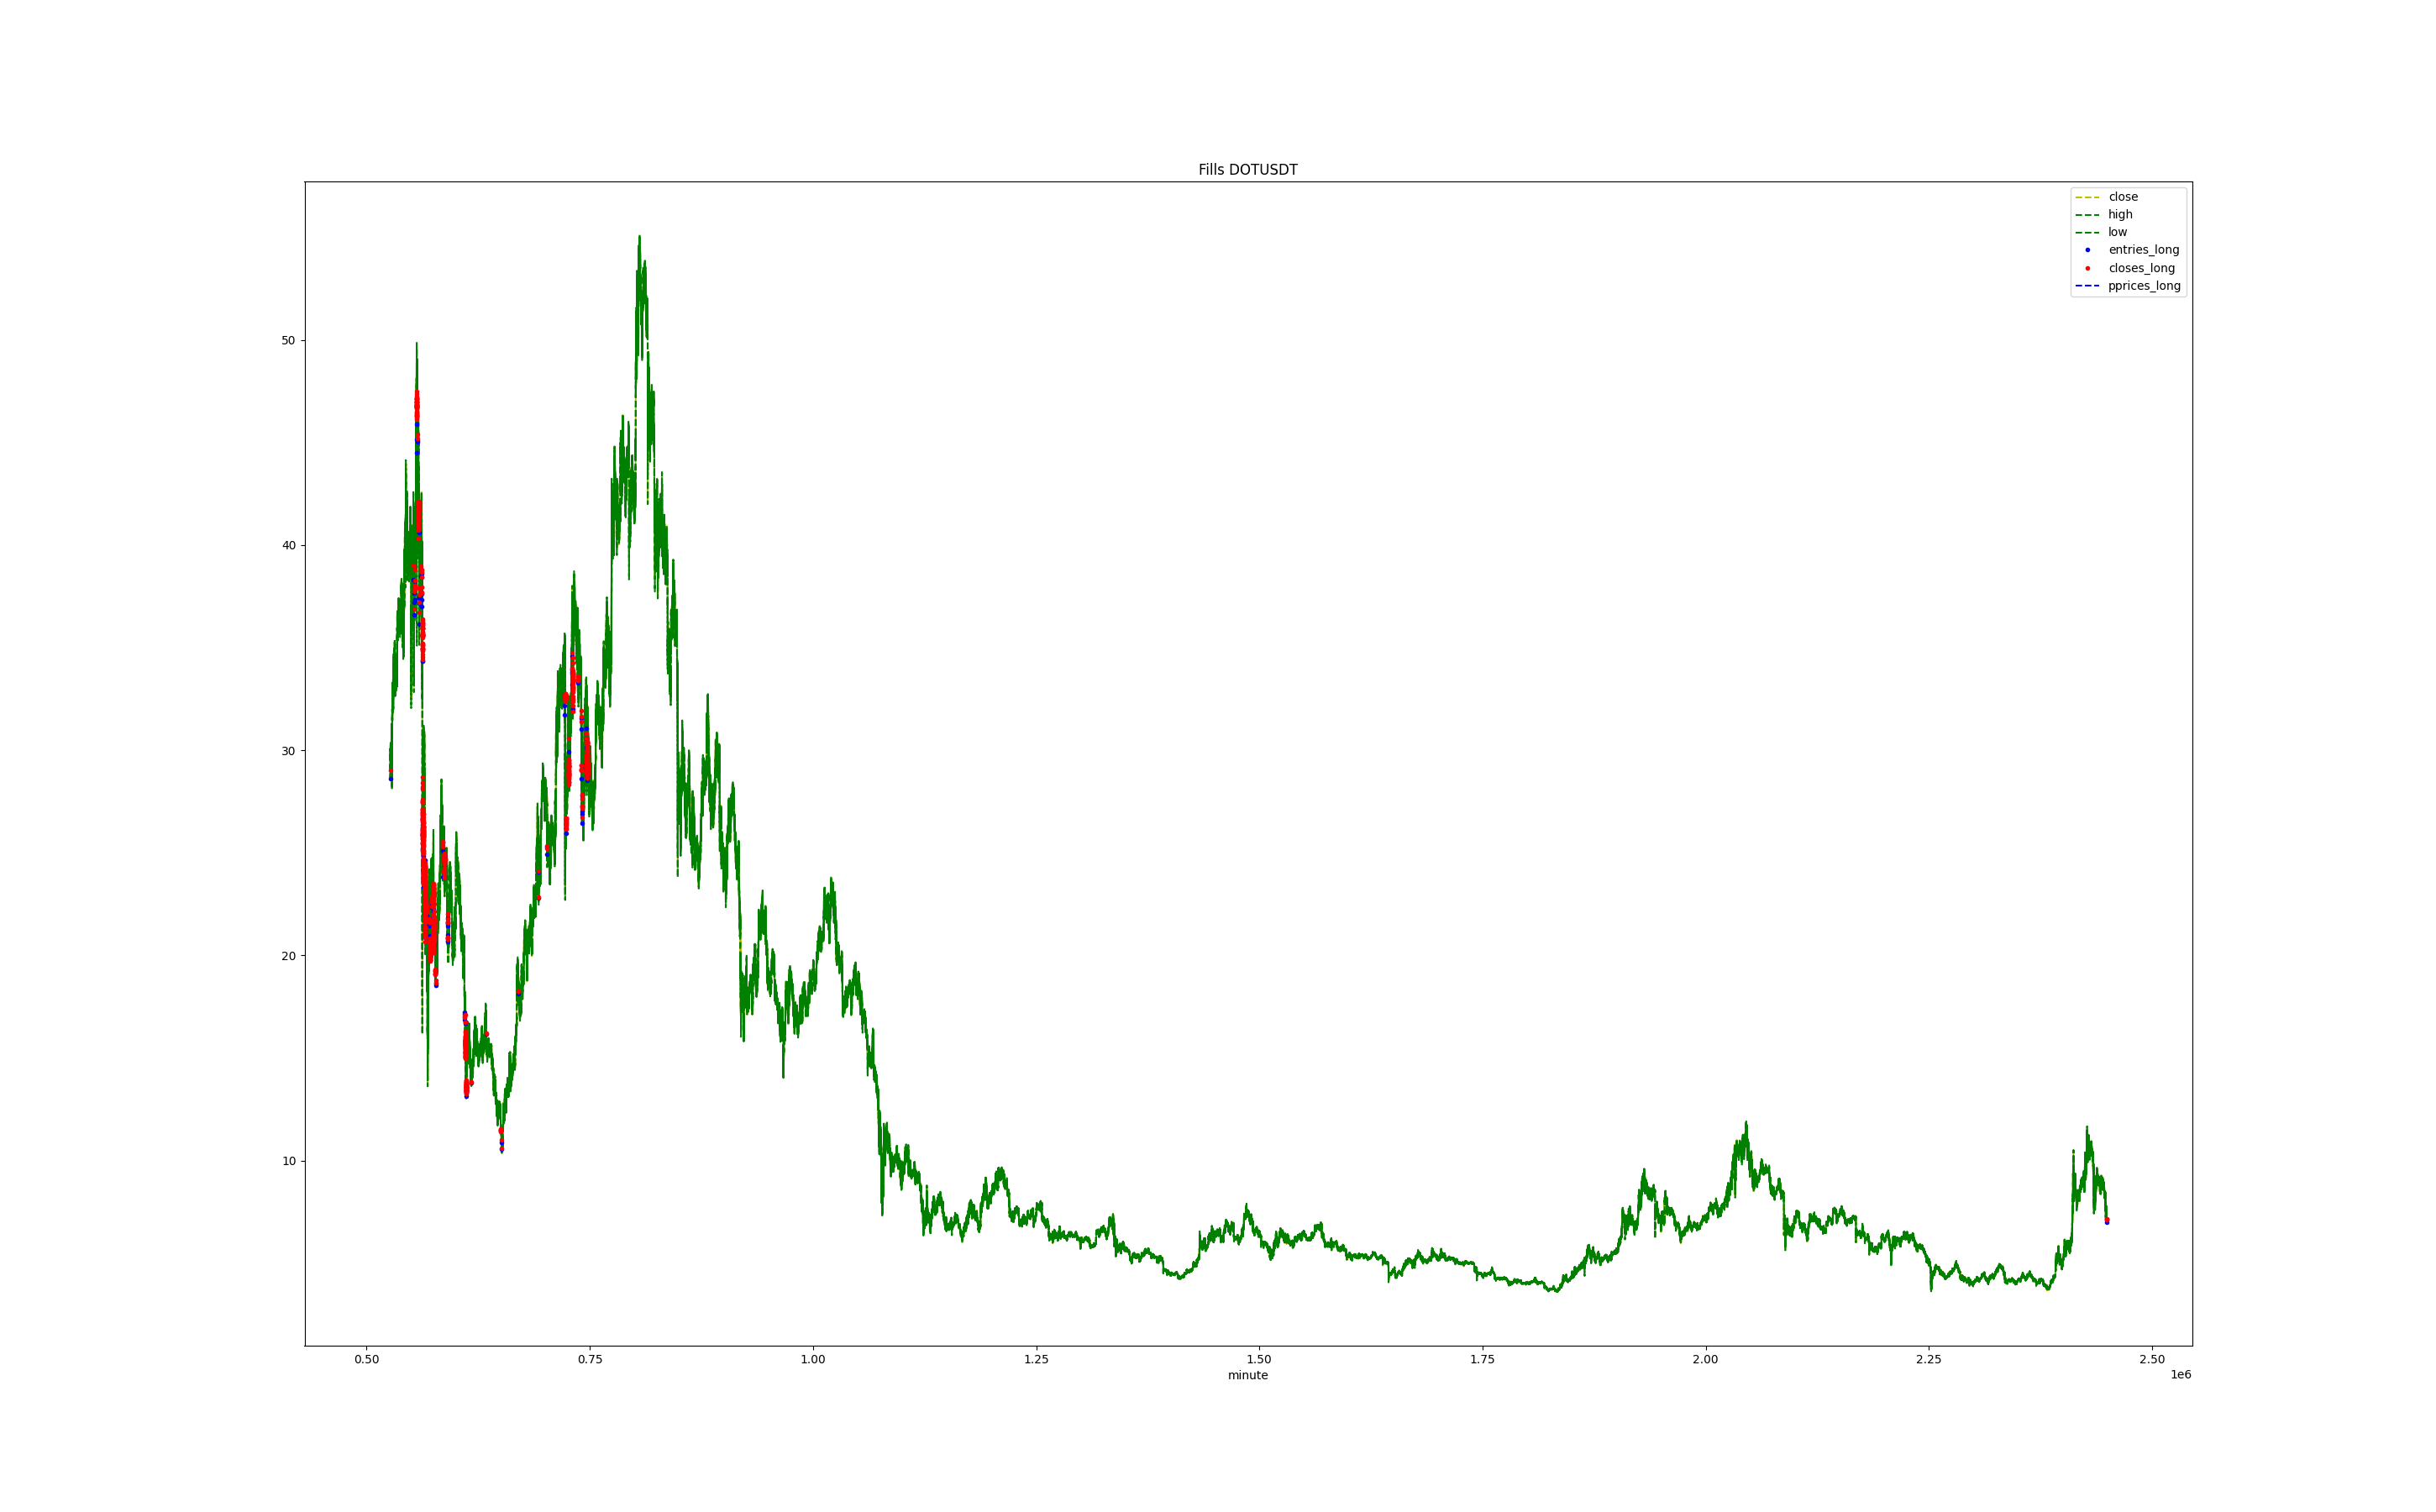 Fills DOTUSDT
close
high
low
entries_long
closes_long
pprices_long
50
40
30
20
10
0.50 0.75 1.00 1.25 1.50 1.75 2.00 2.25 2.50
minute
1e6